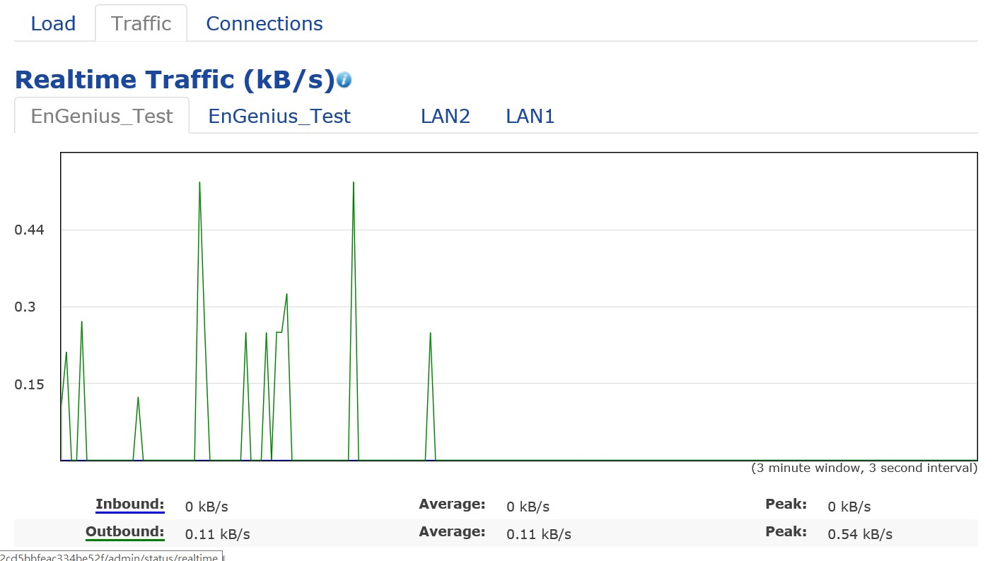 Load Traffic Connections
Realtime Traffic (kB/s)
EnGenius_Test EnGenius_Test LAN2 LAN1
0.44
0.3
0.15
(3 minute window, 3 second interval)
Inbound: 0 kB/s Average: 0 kB/s Peak: 0 kB/s
Outbound: 0.11 kB/s Average: 0.11 kB/s Peak: 0.54 kB/s
2cd5bbfeac334be52f/admin/status/realtime